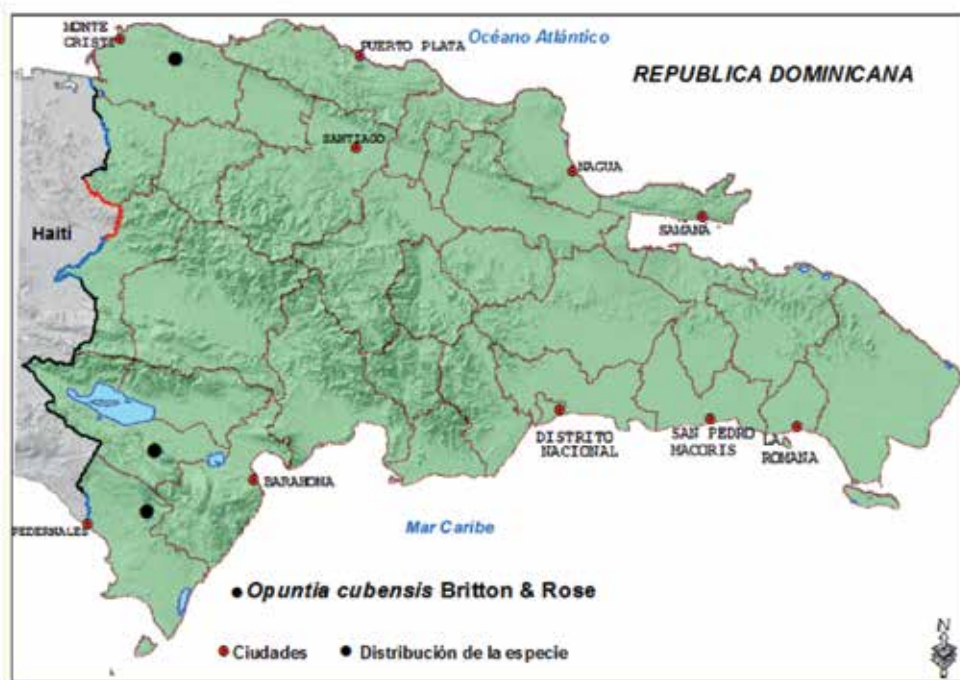 MONTE
CRISTI
PUERTO PLATA
Océano Atlántico
REPUBLICA DOMINICANA
SANTIAGO
NAGUA
SAMANA
Haití
DISTRITO
NACIONAL
SAN PEDRO
MACORIS
LA
ROMANA
BARAHONA
PEDERNALES
Mar Caribe
Opuntia cubensis Britton & Rose
Ciudades
Distribución de la especie
N